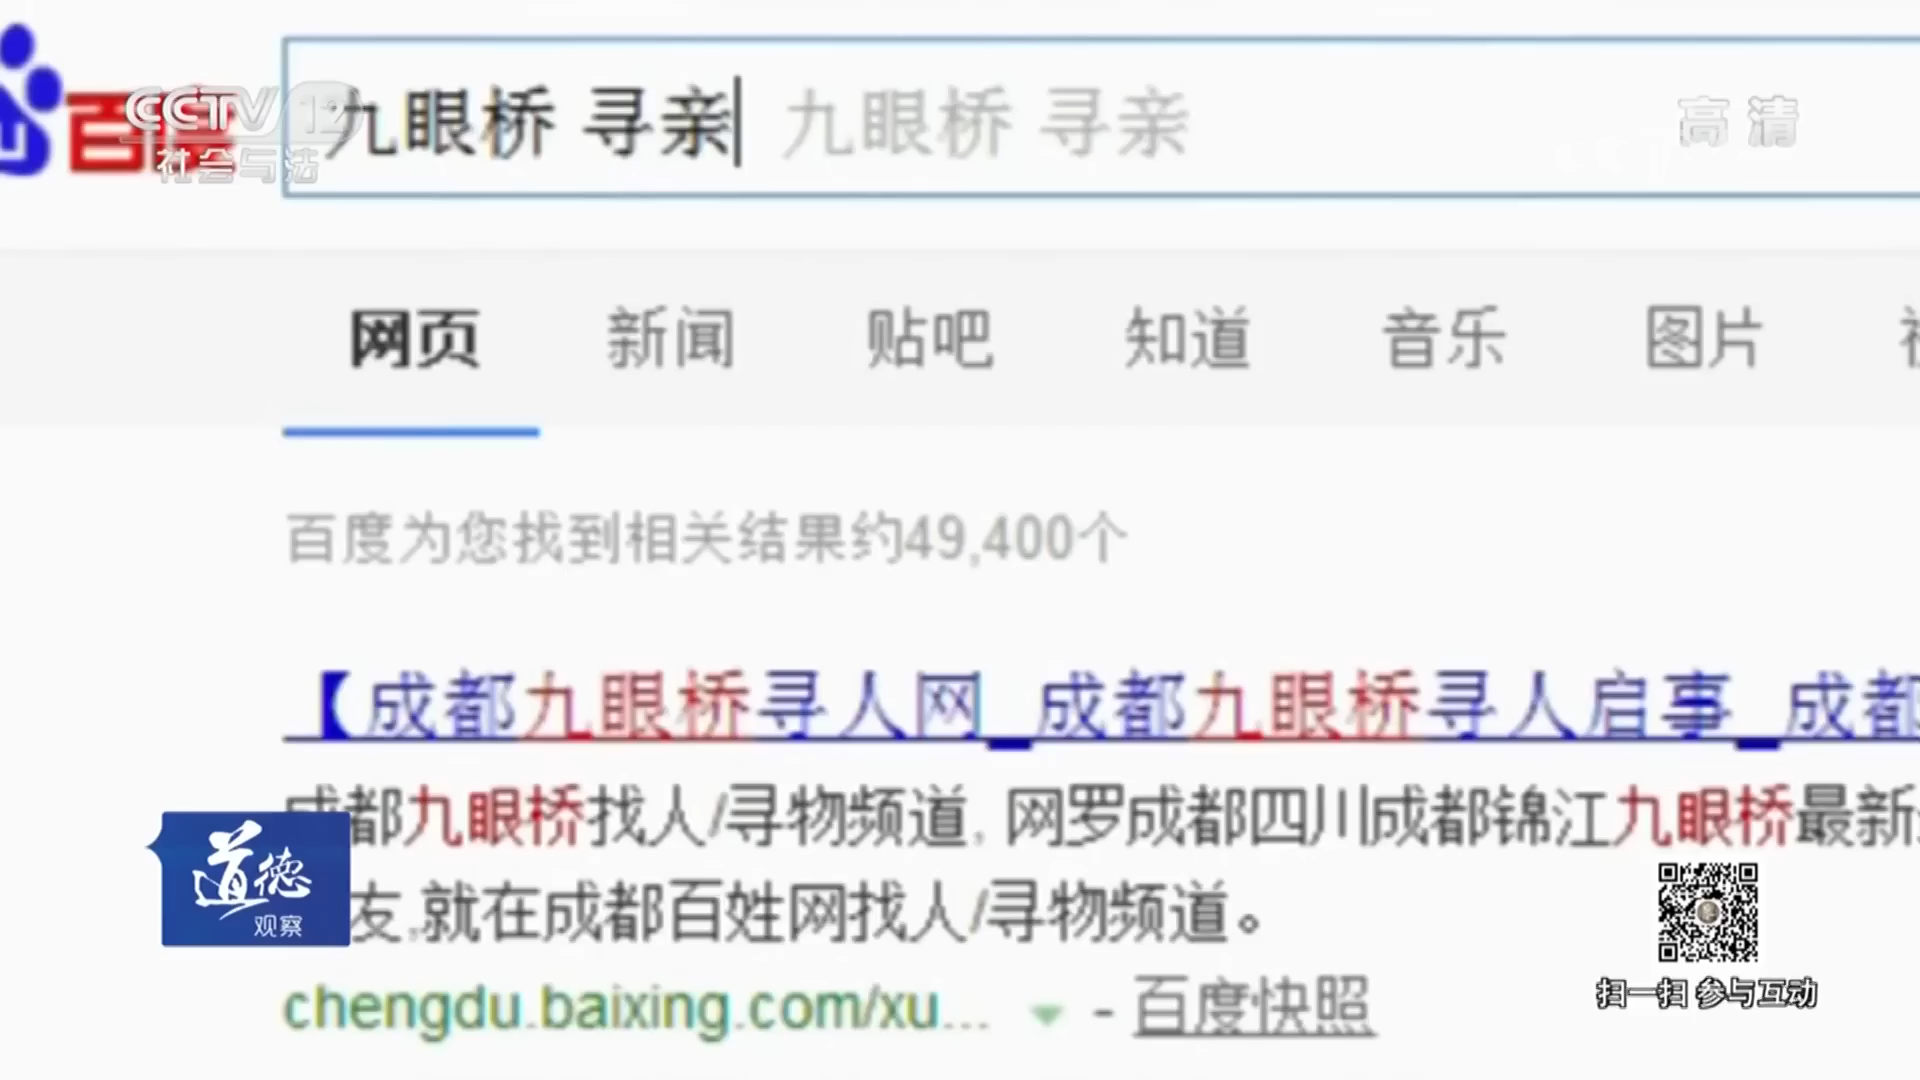 百度
CCTV 12
社会与法
九眼桥 寻亲 九眼桥 寻亲
高清
网页 新闻 贴吧 知道 音乐 图片
百度为您找到相关结果约49,400个
【成都九眼桥寻人网_成都九眼桥寻人启事_成都
成都九眼桥找人/寻物频道, 网罗成都四川成都锦江九眼桥最新
友,就在成都百姓网找人/寻物频道。
道德
观察
chengdu.baixing.com/xu... - 百度快照
扫一扫 参与互动